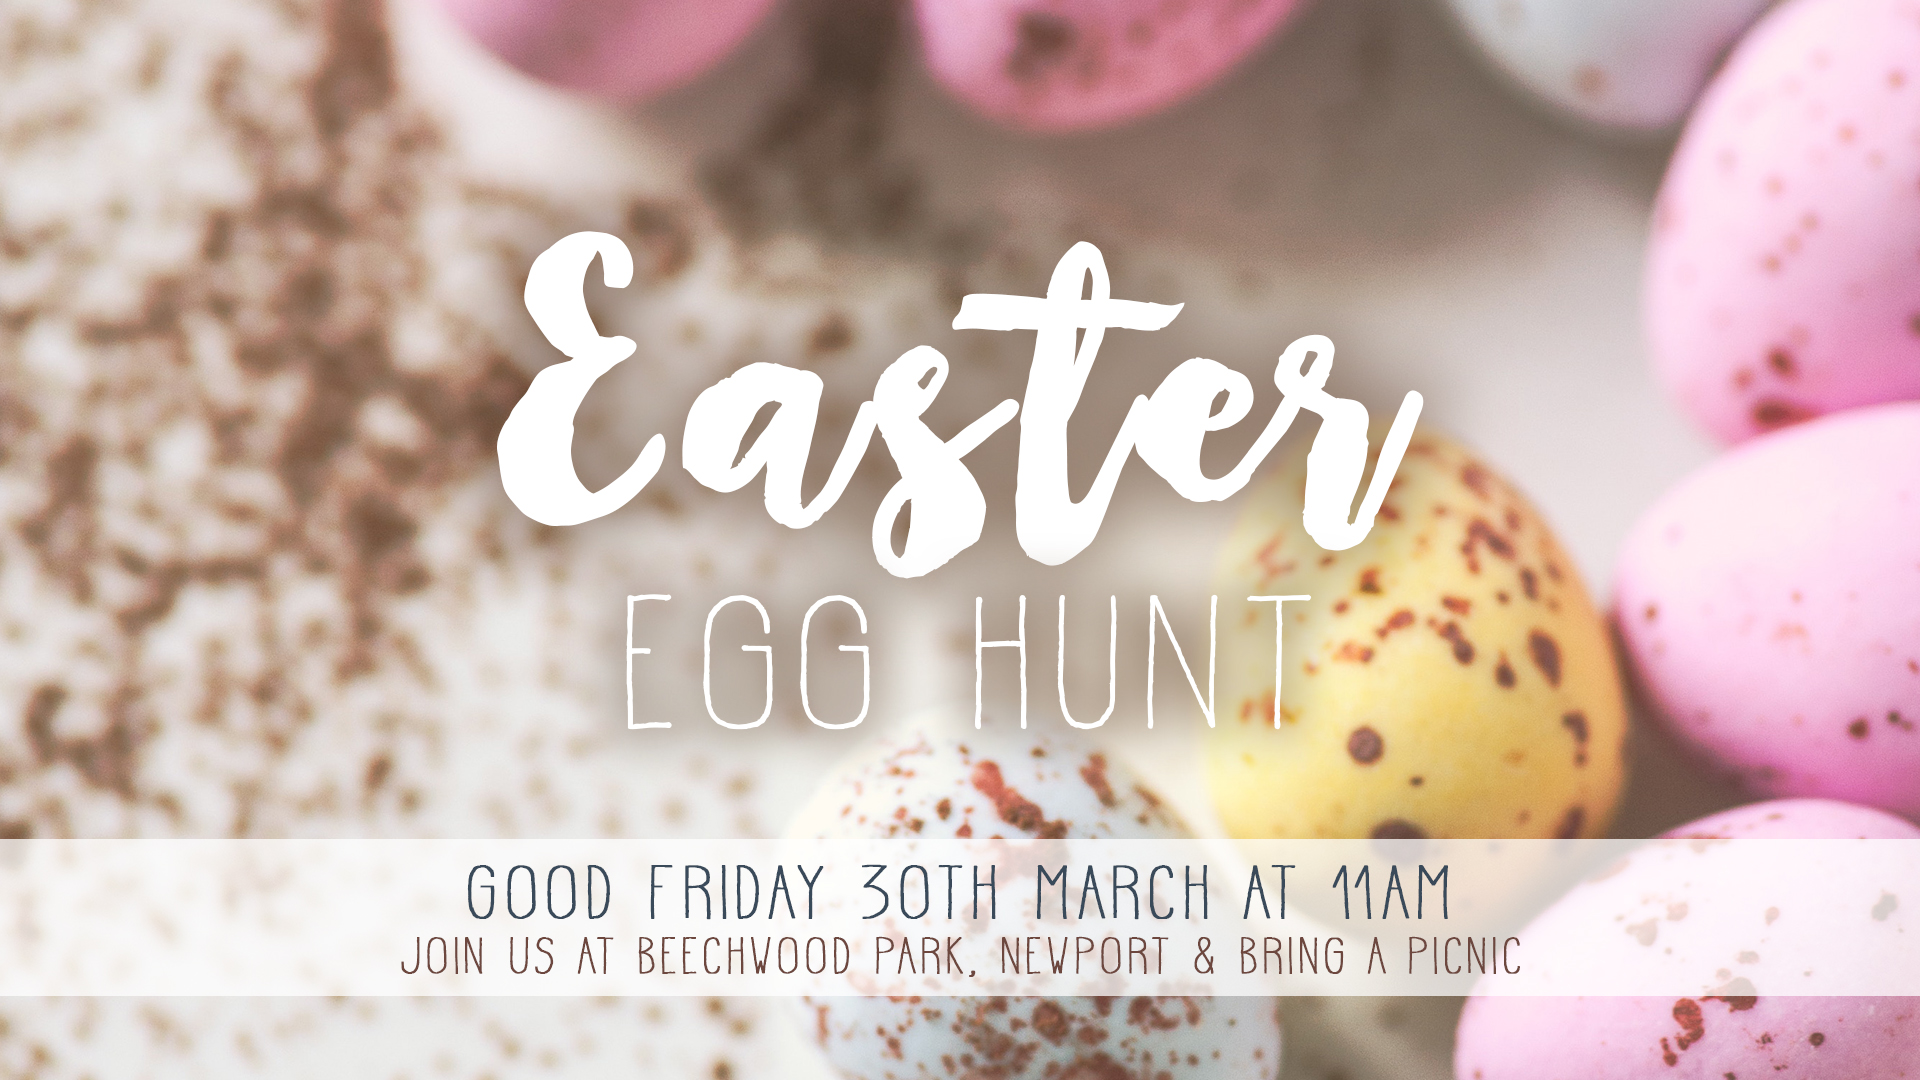 Easter
EGG HUNT
GOOD FRIDAY 30TH MARCH AT 11AM
JOIN US AT BEECHWOOD PARK, NEWPORT & BRING A PICNIC